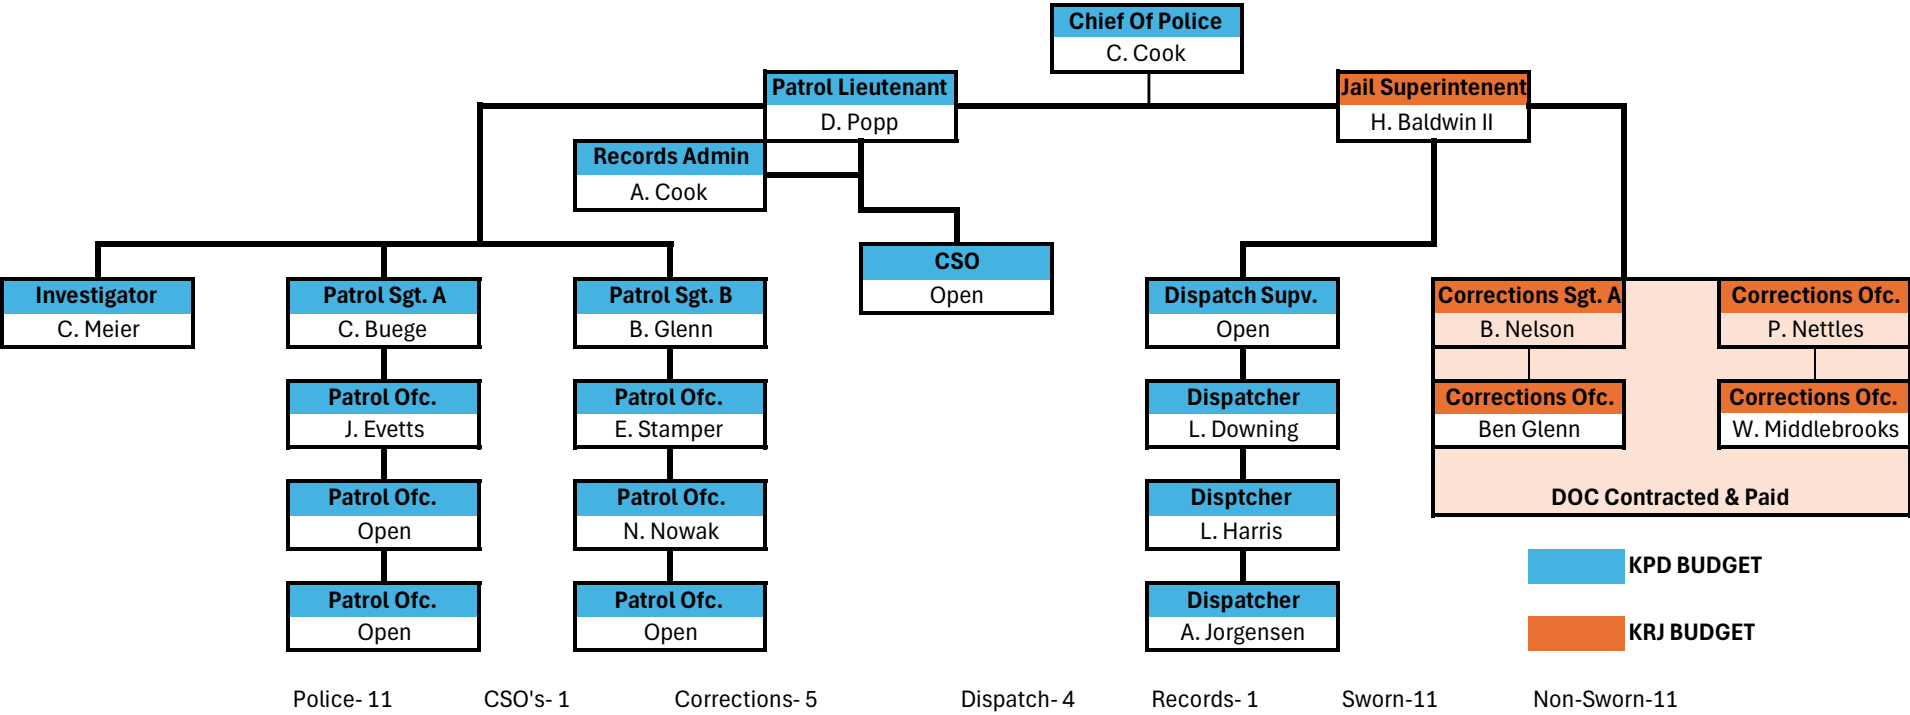 Chief Of Police
C. Cook
Patrol Lieutenant
D. Popp
Jail Superintenent
H. Baldwin II
Records Admin
A. Cook
CSO
Open
Investigator
C. Meier
Patrol Sgt. A
C. Buege
Patrol Sgt. B
B. Glenn
Dispatch Supv.
Open
Corrections Sgt. A
B. Nelson
Corrections Ofc.
P. Nettles
Patrol Ofc.
J. Evetts
Patrol Ofc.
E. Stamper
Dispatcher
L. Downing
Corrections Ofc.
Ben Glenn
Corrections Ofc.
W. Middlebrooks
Patrol Ofc.
Open
Patrol Ofc.
N. Nowak
Disptcher
L. Harris
DOC Contracted & Paid
Patrol Ofc.
Open
Patrol Ofc.
Open
Dispatcher
A. Jorgensen
KPD BUDGET
KRJ BUDGET
Police- 11 CSO's- 1 Corrections- 5 Dispatch- 4 Records- 1 Sworn-11 Non-Sworn-11